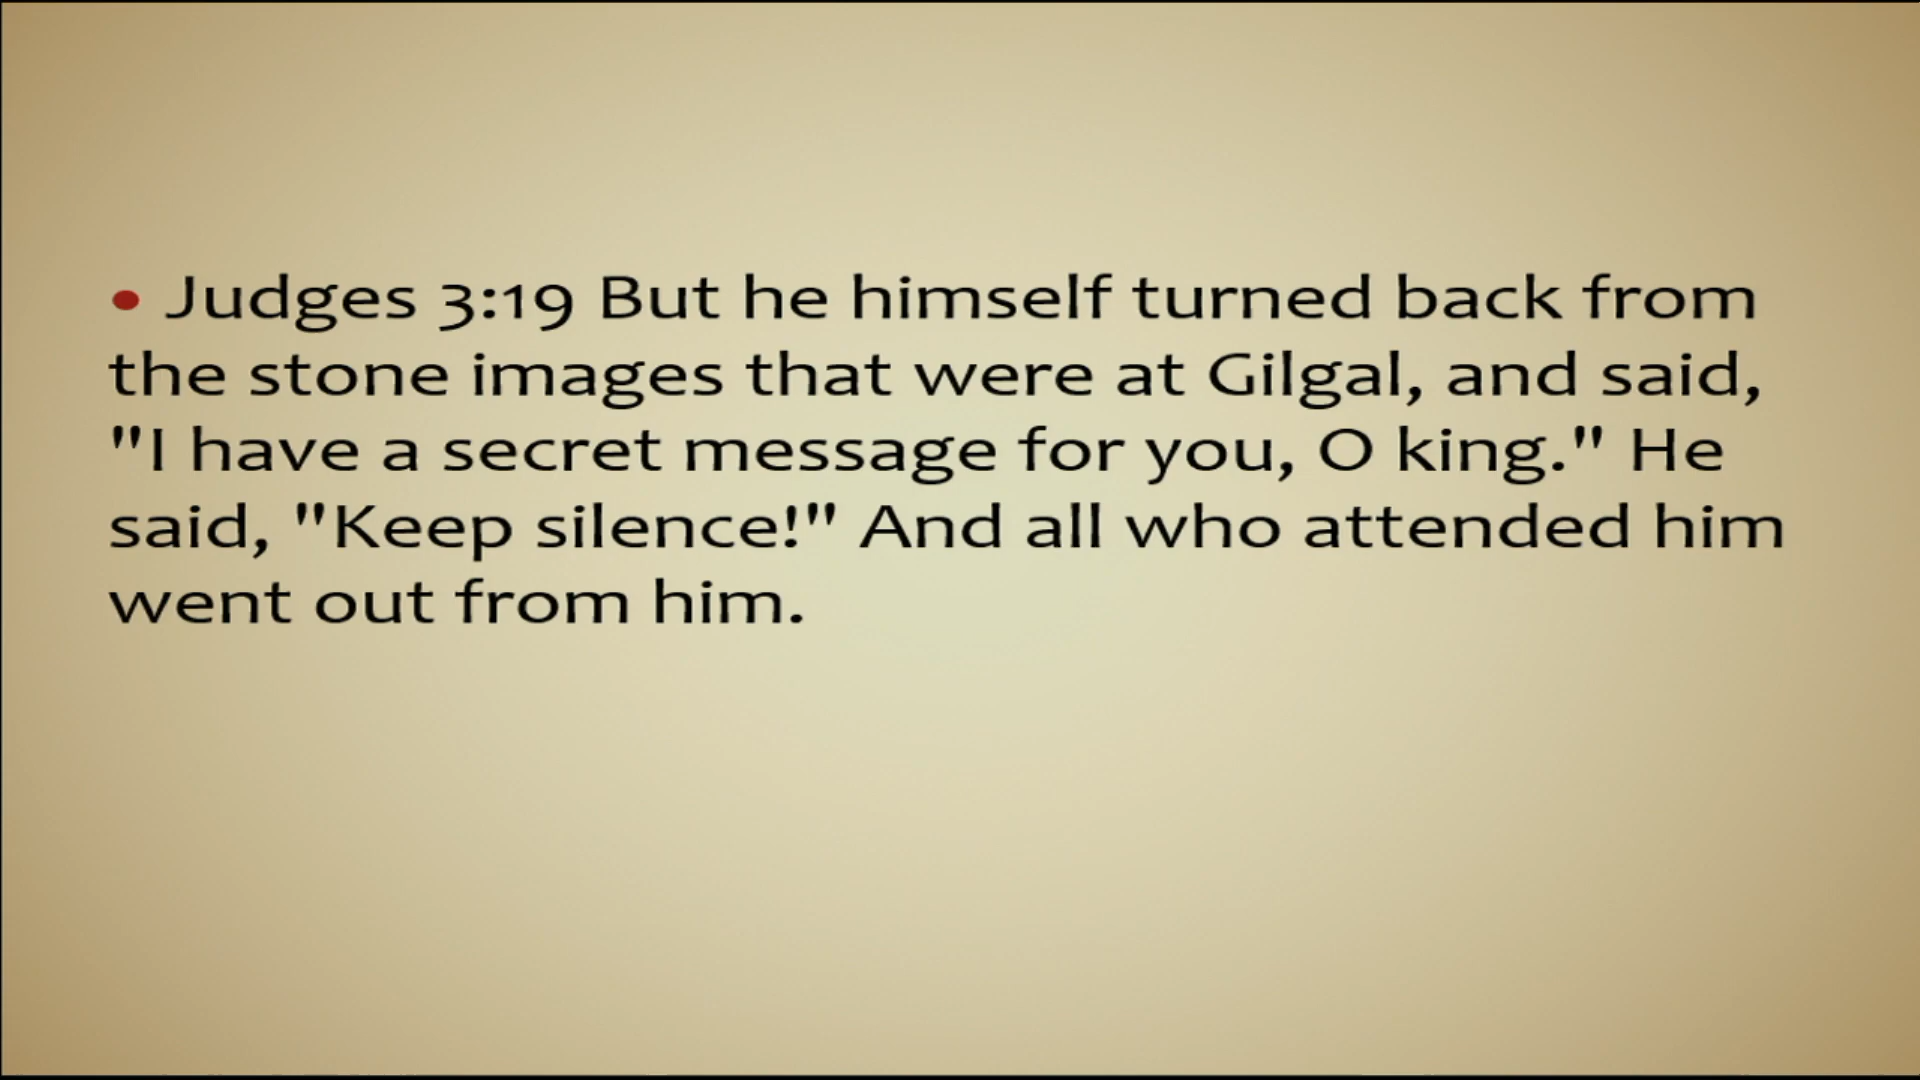 • Judges 3:19 But he himself turned back from
the stone images that were at Gilgal, and said,
"I have a secret message for you, O king." He
said, "Keep silence!" And all who attended him
went out from him.